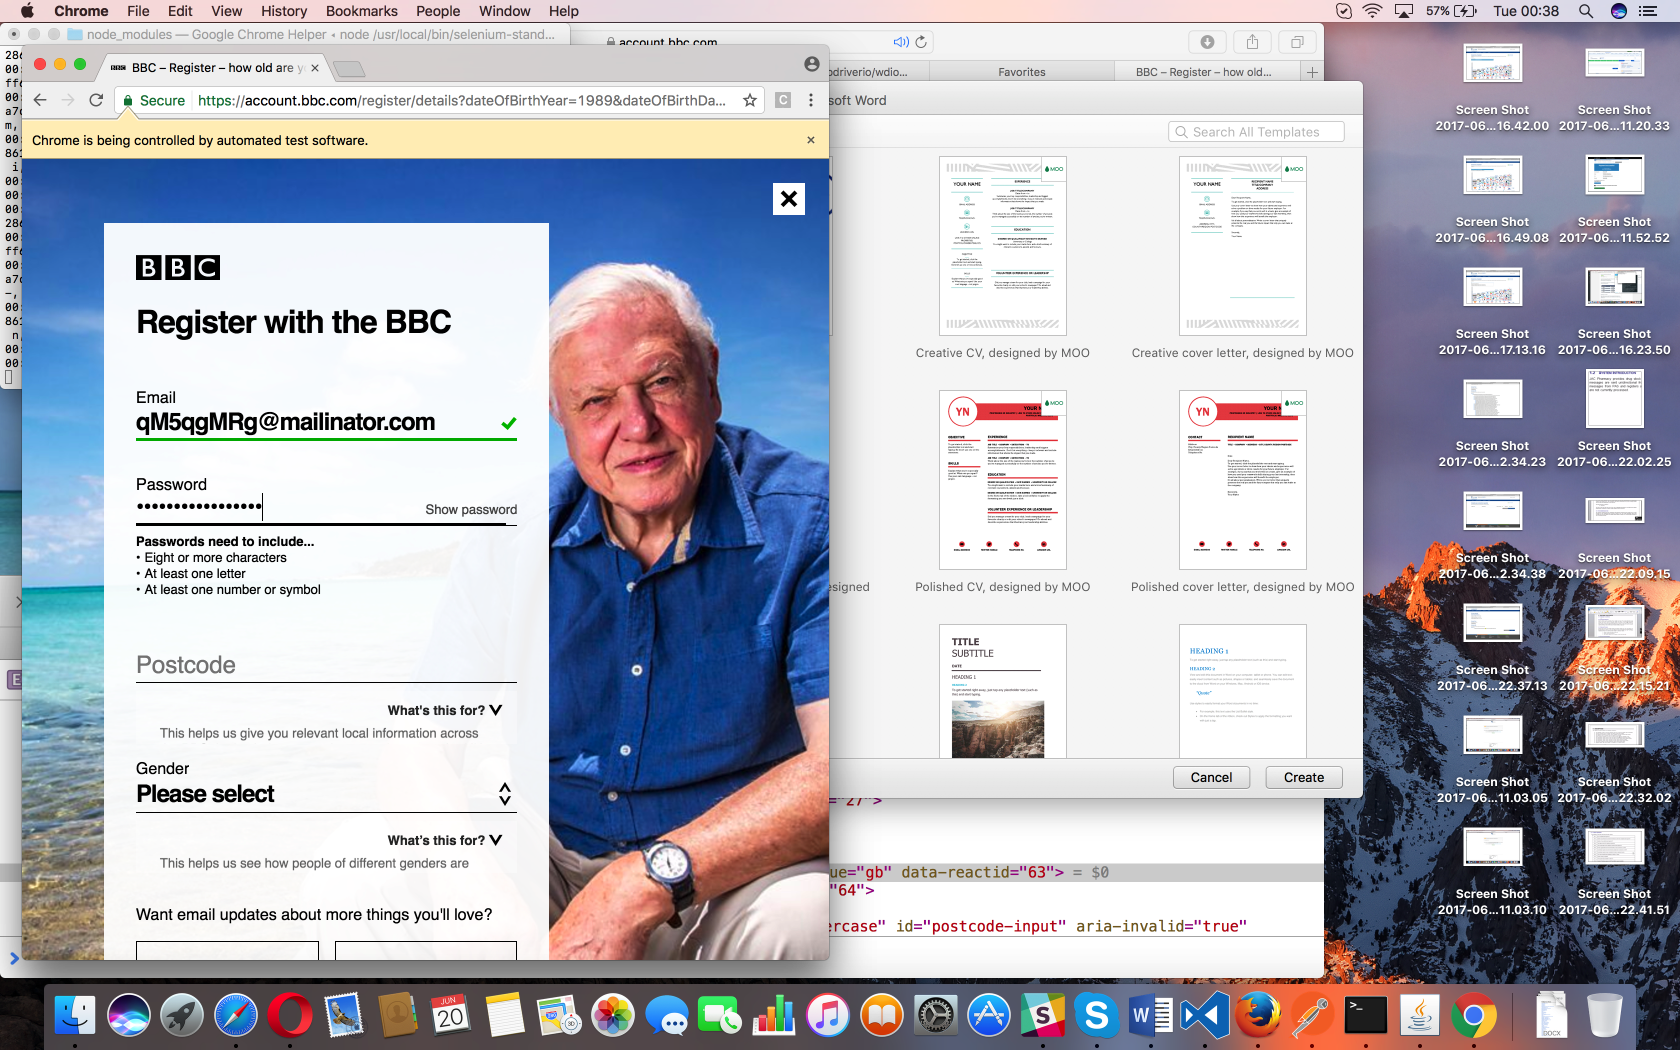 Chrome File Edit View History Bookmarks People Window Help
57% Tue 00:38
node_modules — Google Chrome Helper ‹ node /usr/local/bin/selenium-stand...
account.bbc.com
Favorites
BBC – Register – how old...
BBC – Register – how old are y
Secure https://account.bbc.com/register/details?dateOfBirthYear=1989&dateOfBirthDa...
Chrome is being controlled by automated test software.
BBC
Register with the BBC
Email
qM5qgMRg@mailinator.com
Password
Show password
Passwords need to include...
• Eight or more characters
• At least one letter
• At least one number or symbol
Postcode
What's this for?
This helps us give you relevant local information across
Gender
Please select
What's this for?
This helps us see how people of different genders are
Want email updates about more things you'll love?
Search All Templates
YOUR NAME
MOO
MOO
Creative CV, designed by MOO
Creative cover letter, designed by MOO
YN
MOO
YN
MOO
Polished CV, designed by MOO
Polished cover letter, designed by MOO
TITLE
SUBTITLE
HEADING 1
HEADING 1
Cancel
Create
="27">
ue="gb" data-reactid="63"> = $0
"64">
ercase" id="postcode-input" aria-invalid="true"
Screen Shot
2017-06...16.42.00
Screen Shot
2017-06...11.20.33
Screen Shot
2017-06...16.49.08
Screen Shot
2017-06...11.52.52
Screen Shot
2017-06...17.13.16
Screen Shot
2017-06...16.23.50
Screen Shot
2017-06...2.34.23
Screen Shot
2017-06...22.02.25
Screen Shot
2017-06...2.34.38
Screen Shot
2017-06...22.09.15
Screen Shot
2017-06...22.37.13
Screen Shot
2017-06...22.15.21
Screen Shot
2017-06...11.03.05
Screen Shot
2017-06...22.32.02
Screen Shot
2017-06...11.03.10
Screen Shot
2017-06...22.41.51
JUN
20
DOCX